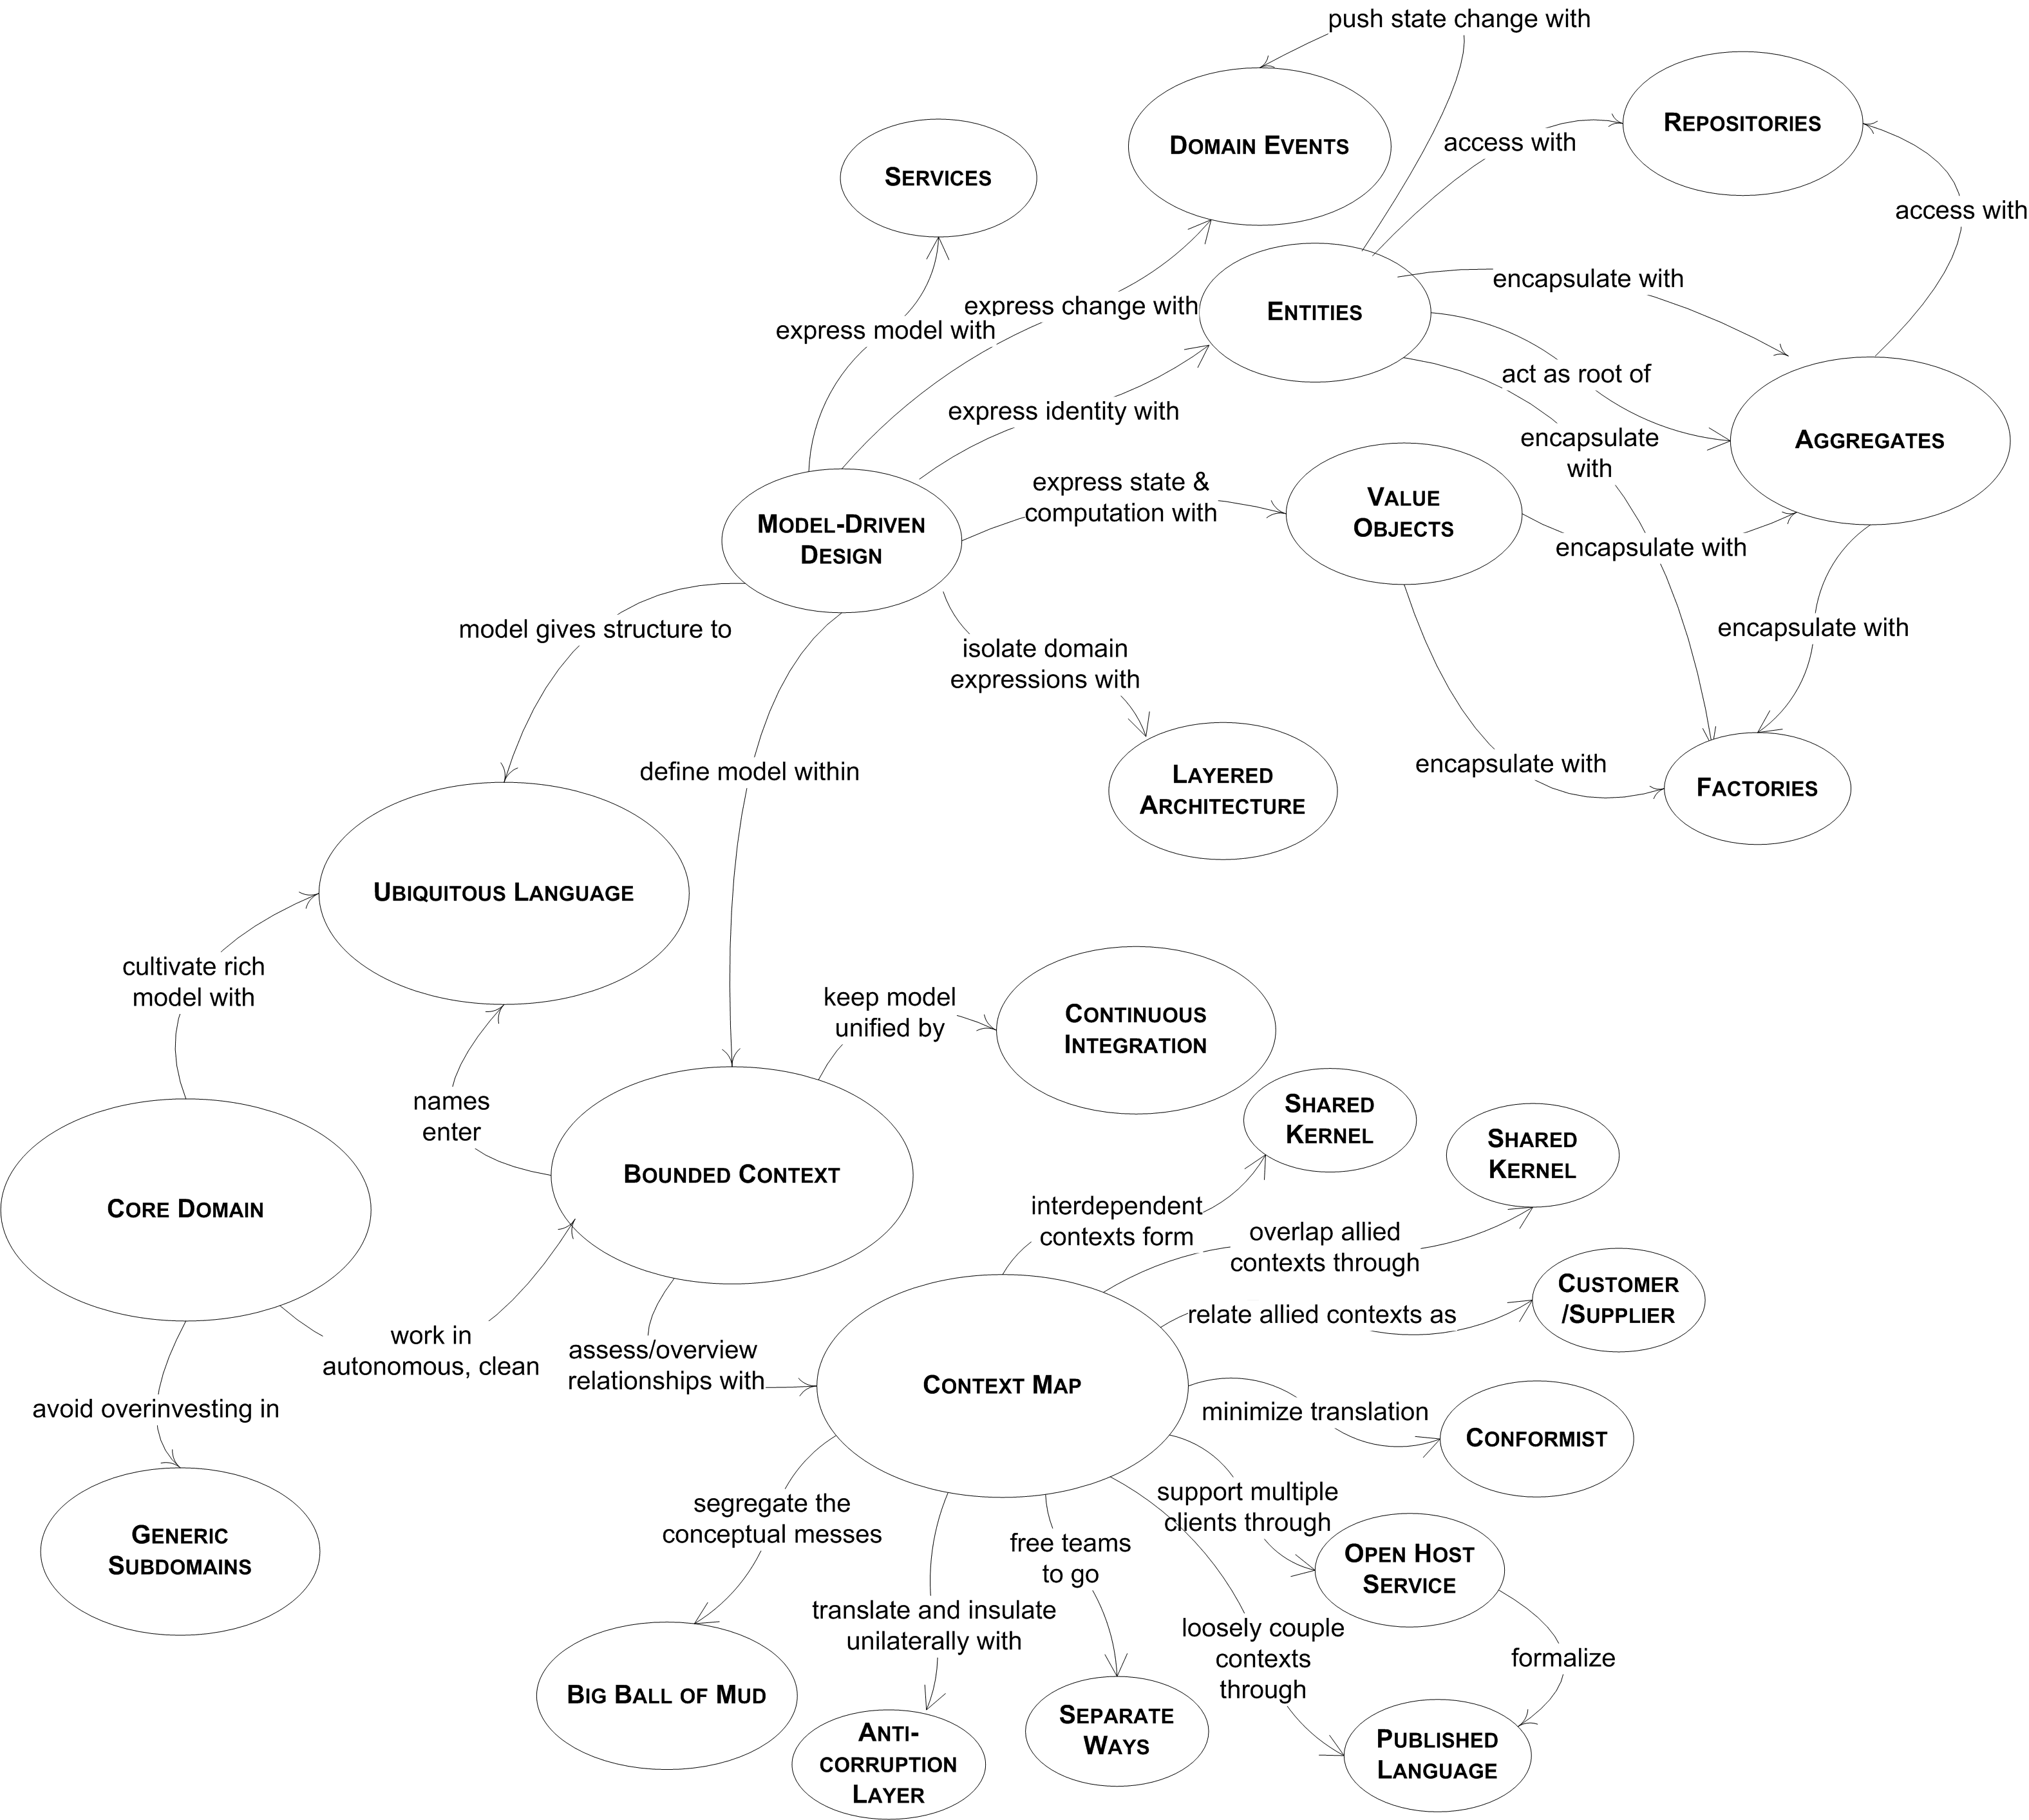 push state change with
DOMAIN EVENTS
access with
REPOSITORIES
SERVICES
access with
express change with
express model with
ENTITIES
encapsulate with
act as root of
express identity with
encapsulate
with
AGGREGATES
express state &
computation with
VALUE
OBJECTS
MODEL-DRIVEN
DESIGN
encapsulate with
model gives structure to
isolate domain
expressions with
encapsulate with
define model within
LAYERED
ARCHITECTURE
encapsulate with
FACTORIES
UBIQUITOUS LANGUAGE
cultivate rich
model with
keep model
unified by
CONTINUOUS
INTEGRATION
names
enter
SHARED
KERNEL
SHARED
KERNEL
BOUNDED CONTEXT
CORE DOMAIN
interdependent
contexts form
overlap allied
contexts through
CUSTOMER
/SUPPLIER
relate allied contexts as
work in
autonomous, clean
assess/overview
relationships with
CONTEXT MAP
avoid overinvesting in
minimize translation
CONFORMIST
segregate the
conceptual messes
support multiple
clients through
free teams
to go
GENERIC
SUBDOMAINS
OPEN HOST
SERVICE
translate and insulate
unilaterally with
loosely couple
contexts
through
formalize
BIG BALL OF MUD
ANTI-
CORRUPTION
LAYER
SEPARATE
WAYS
PUBLISHED
LANGUAGE